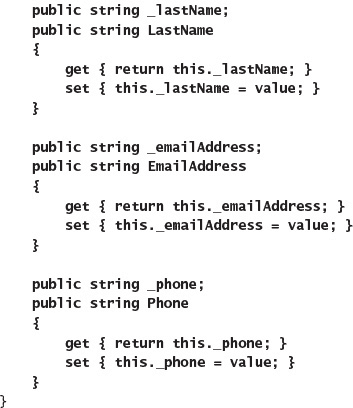 public string _lastName;
    public string LastName
    {
        get { return this._lastName; }
        set { this._lastName = value; }
    }

    public string _emailAddress;
    public string EmailAddress
    {
        get { return this._emailAddress; }
        set { this._emailAddress = value; }
    }

    public string _phone;
    public string Phone
    {
        get { return this._phone; }
        set { this._phone = value; }
    }
}